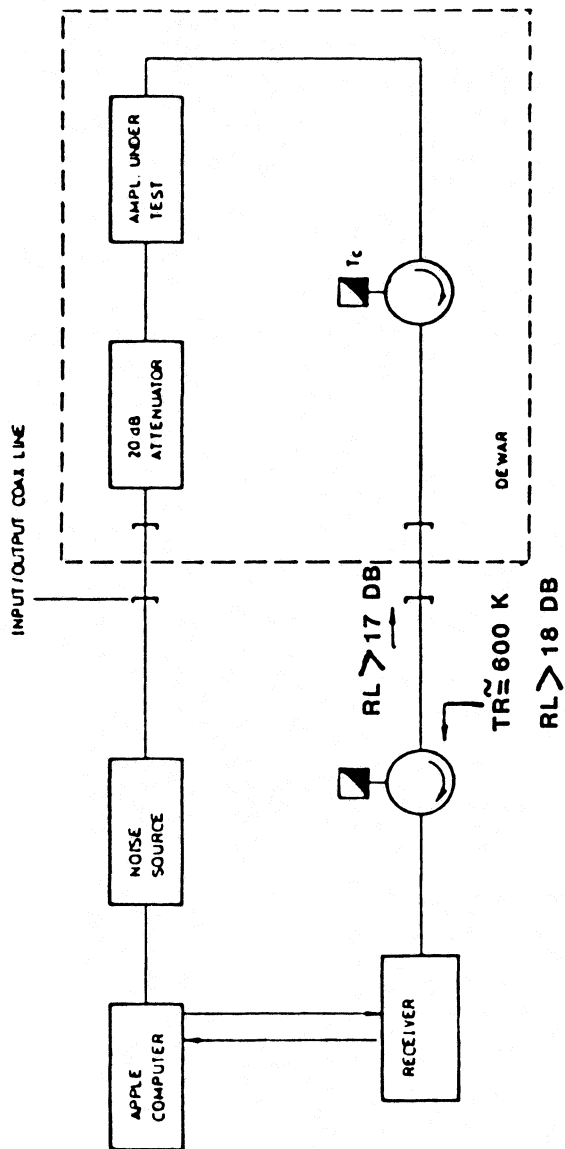 INPUT/OUTPUT COAX LINE
APPLE
COMPUTER
NOISE
SOURCE
20 dB
ATTENUATOR
AMPL. UNDER
TEST
RECEIVER
RL > 17 DB
TR ≅ 600 K
RL > 18 DB
Tc
DEWAR